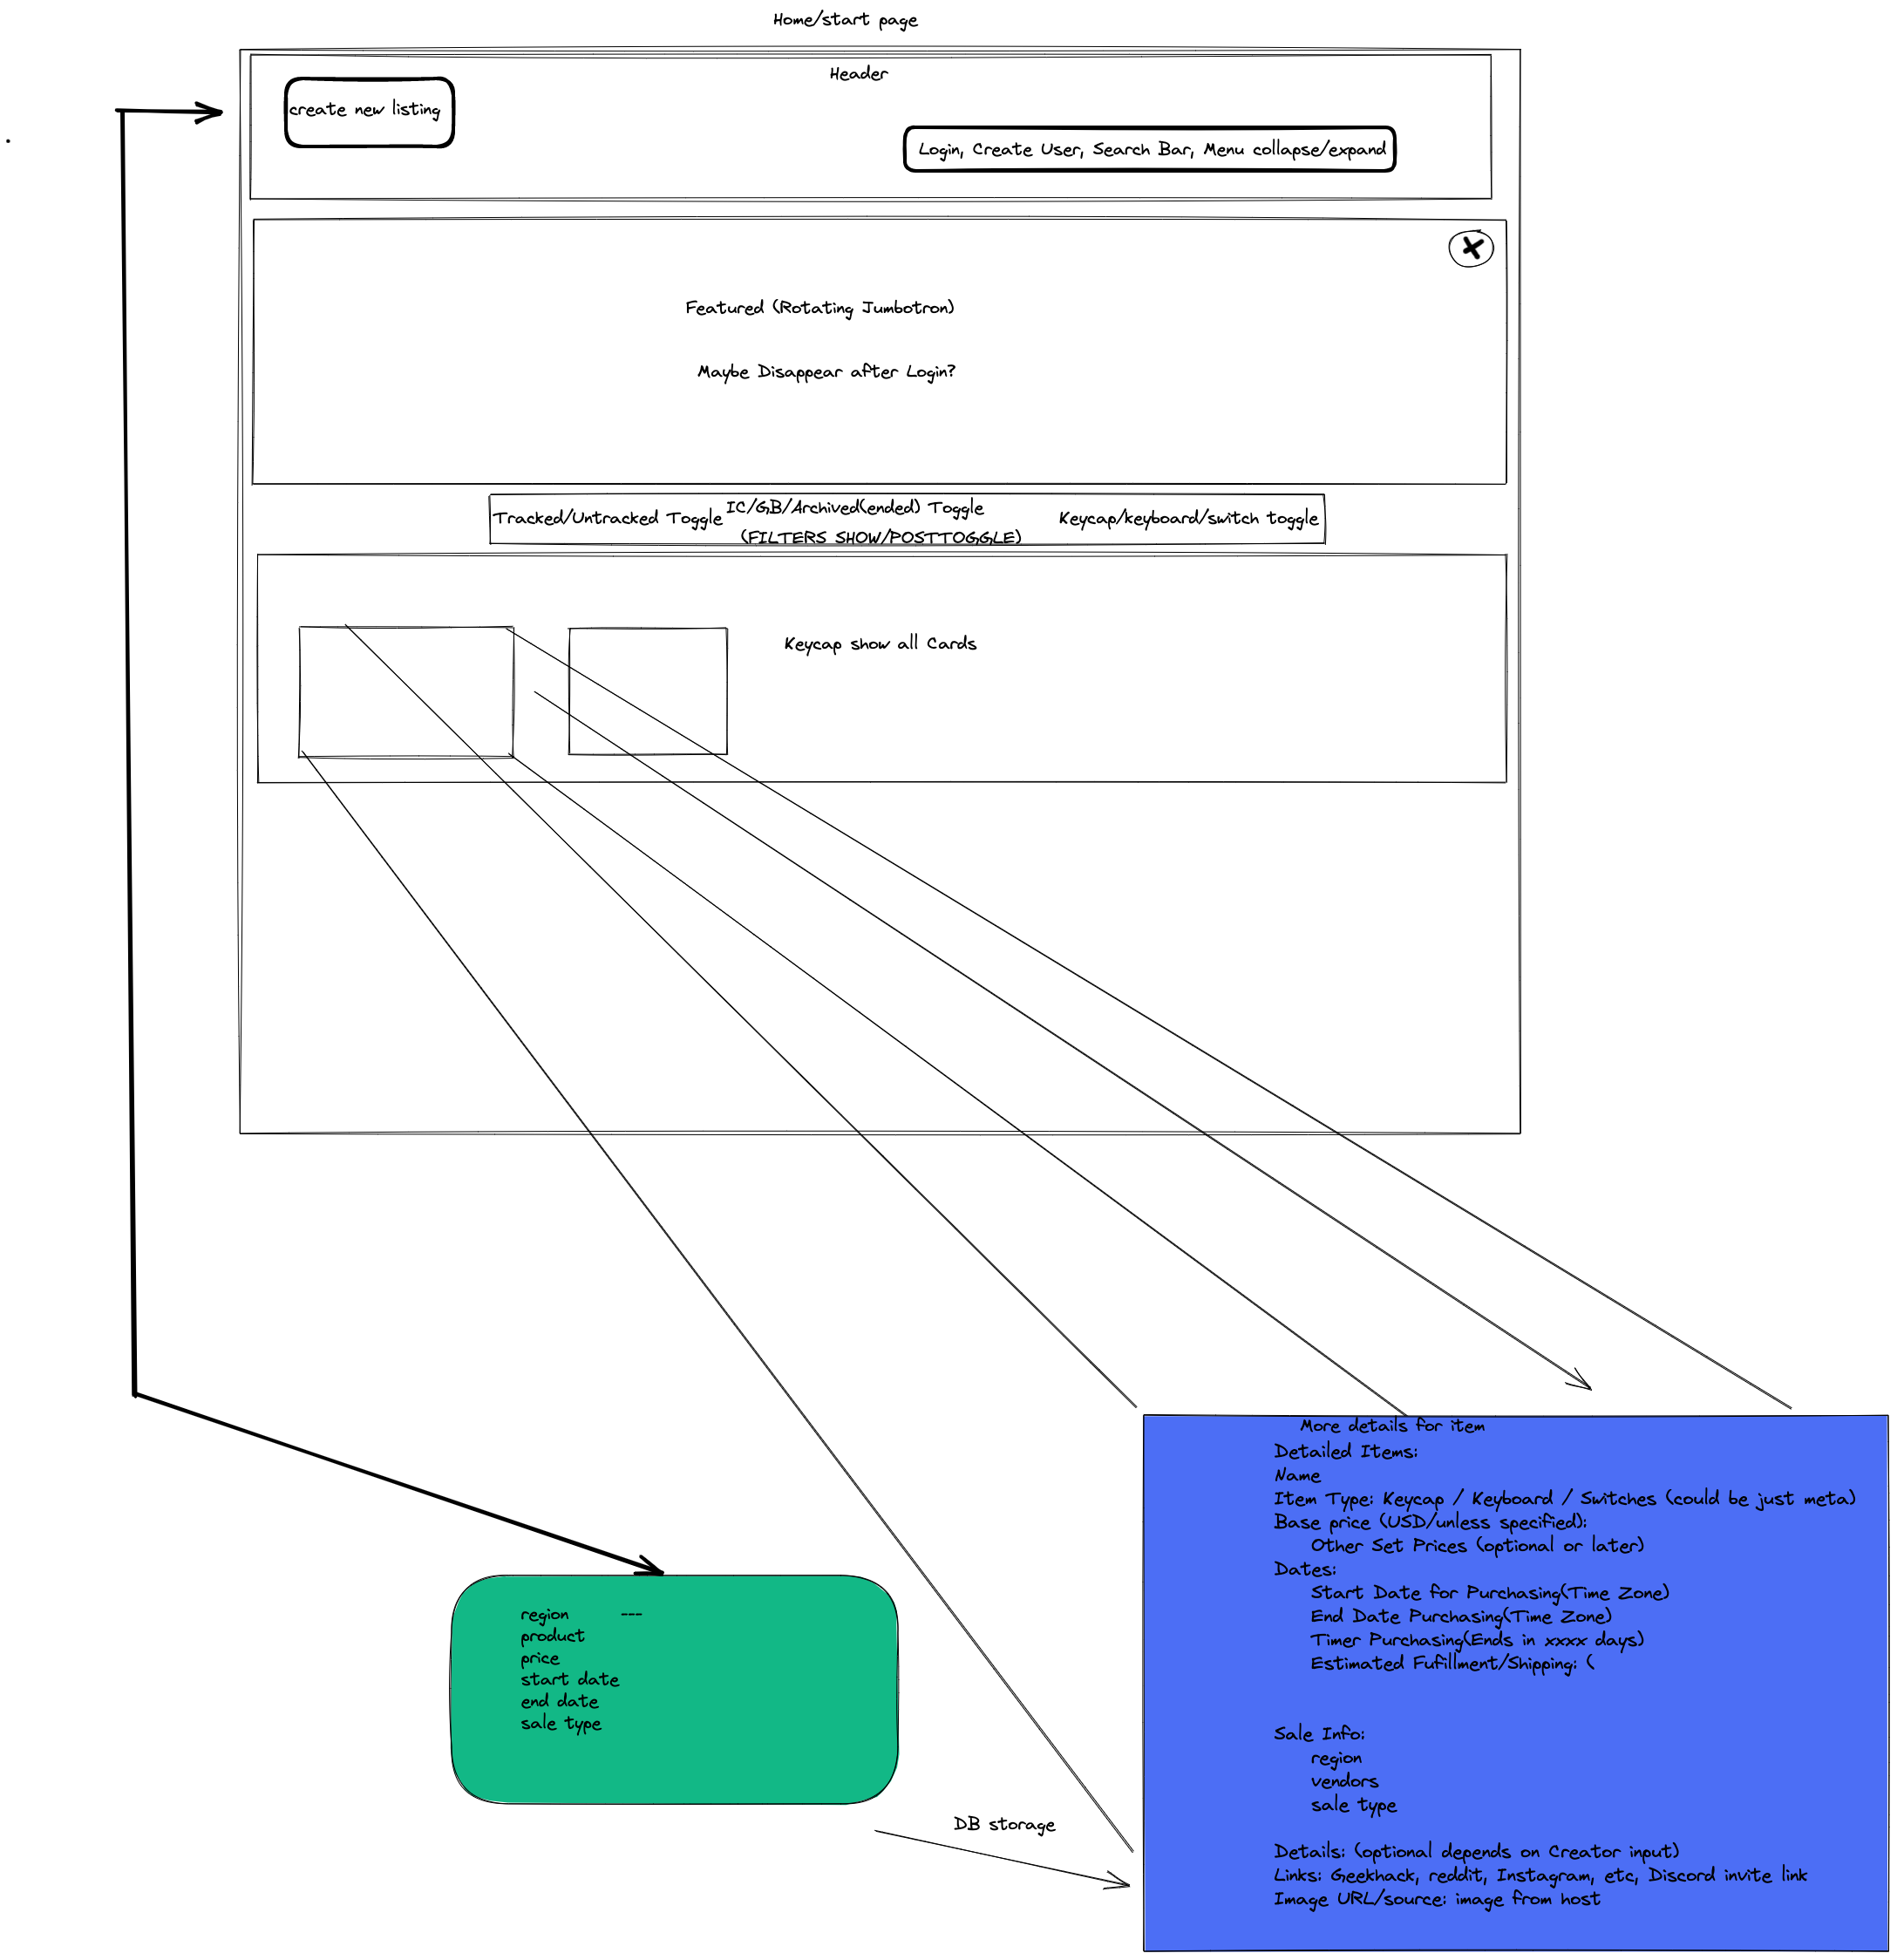 Home/start page
Header
create new listing
Login, Create User, Search Bar, Menu collapse/expand
Featured (Rotating Jumbotron)
Maybe Disappear after Login?
Tracked/Untracked Toggle
IC/GB/Archived(ended) Toggle
(FILTERS SHOW/POSTTOGGLE)
Keycap/keyboard/switch toggle
Keycap show all Cards
More details for item
Detailed Items:
Name
Item Type: Keycap / Keyboard / Switches (could be just meta)
Base price (USD/unless specified):
Other Set Prices (optional or later)
Dates:
Start Date for Purchasing(Time Zone)
End Date Purchasing(Time Zone)
Timer Purchasing(Ends in xxxx days)
Estimated Fufillment/Shipping: (
Sale Info:
region
vendors
sale type
Details: (optional depends on Creator input)
Links: Geekhack, reddit, Instagram, etc, Discord invite link
Image URL/source: image from host
region ---
product
price
start date
end date
sale type
DB storage